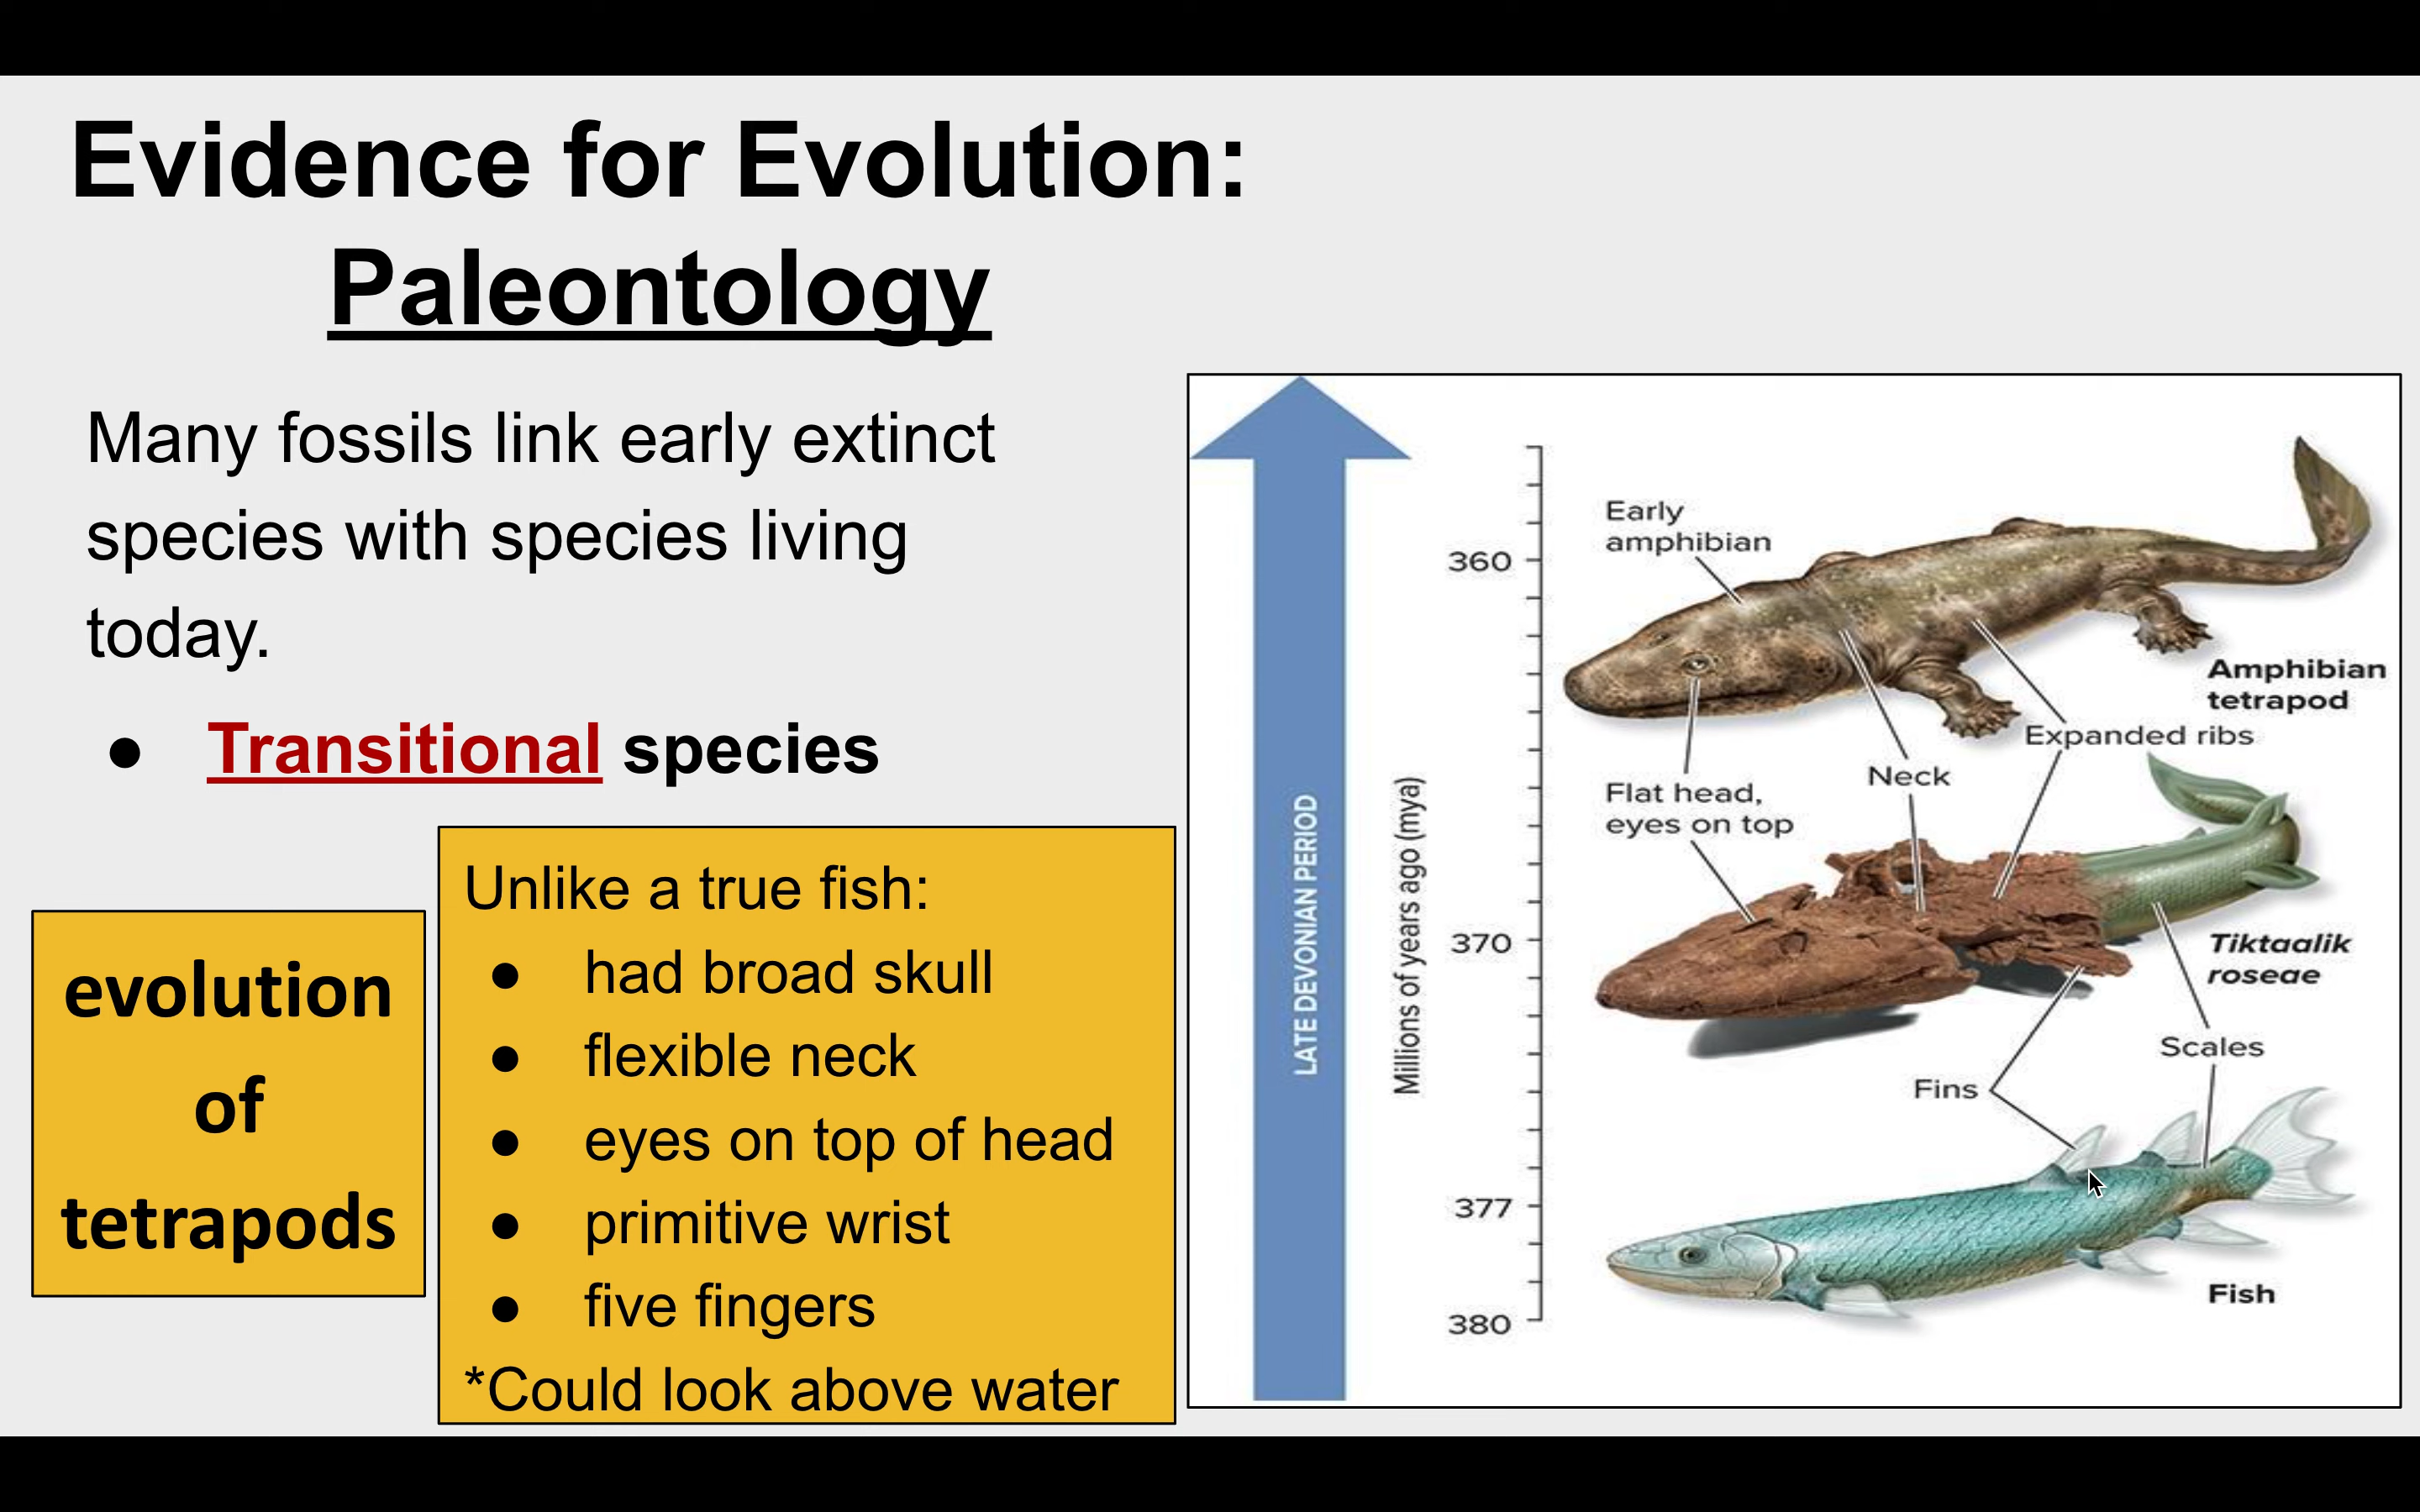 Evidence for Evolution:
Paleontology
Many fossils link early extinct
species with species living
today.
● Transitional species
evolution
of
tetrapods
Unlike a true fish:
● had broad skull
● flexible neck
● eyes on top of head
● primitive wrist
● five fingers
*Could look above water
LATE DEVONIAN PERIOD
Millions of years ago (mya)
360
370
377
380
Early
amphibian
Amphibian
tetrapod
Expanded ribs
Neck
Flat head,
eyes on top
Tiktaalik
roseae
Scales
Fins
Fish